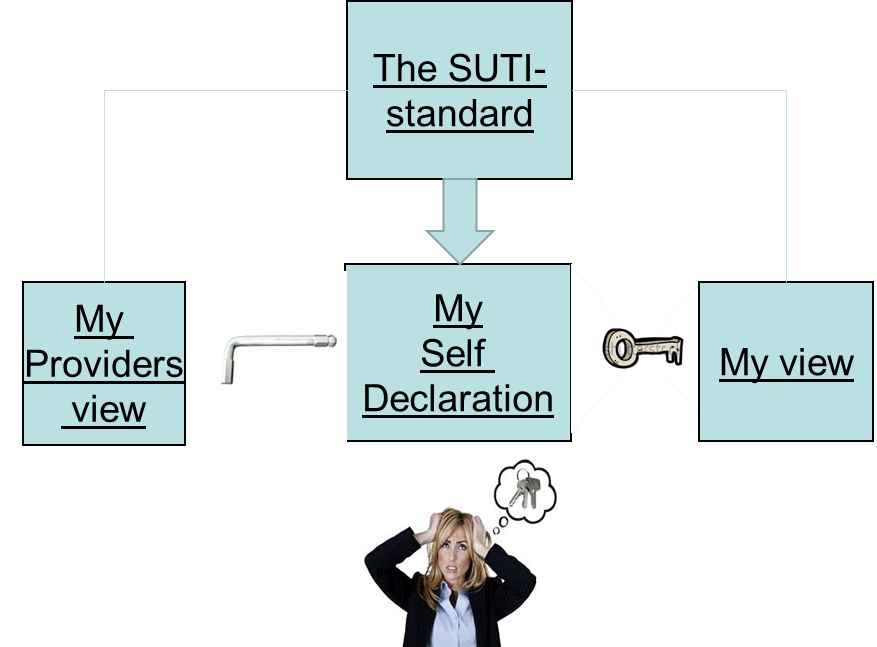 The SUTI-
standard
My
Providers
view
My
Self
Declaration
My view